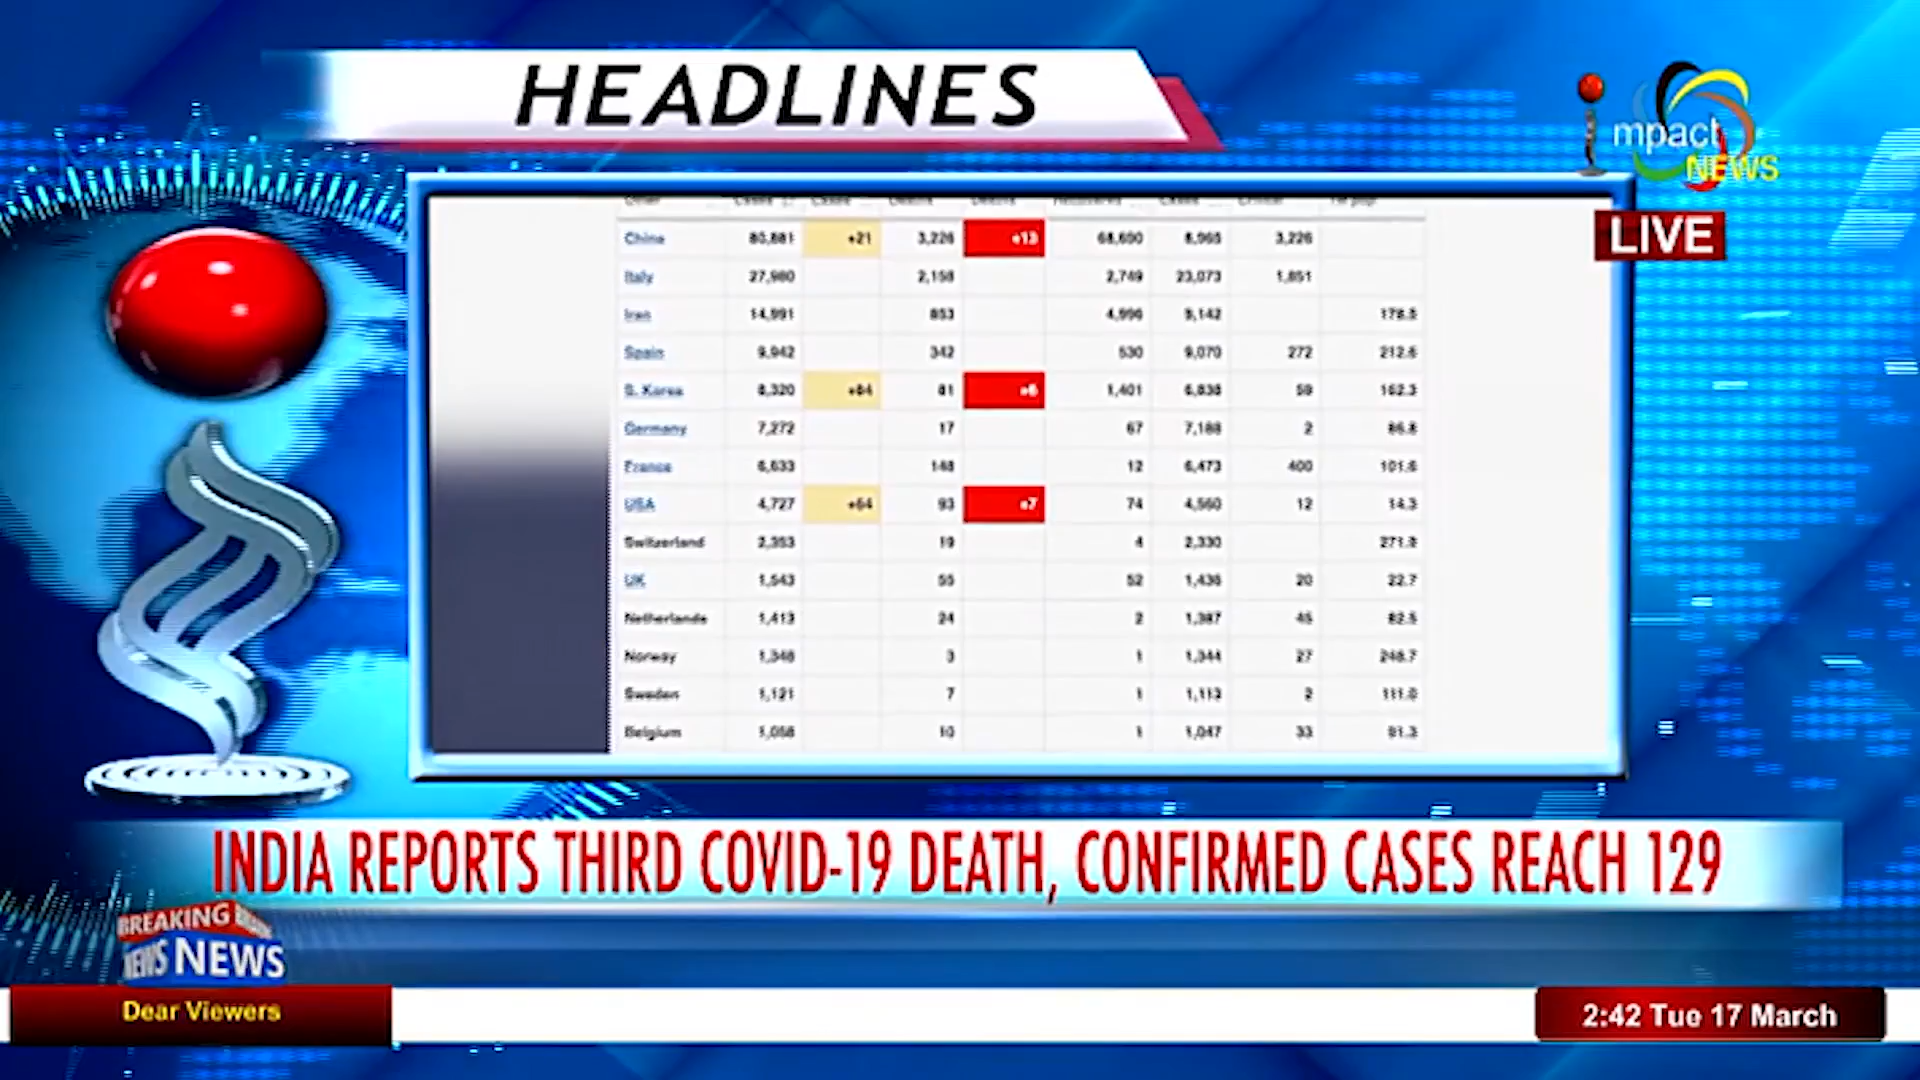 HEADLINES
mpact
NEWS
LIVE
China 80,881 +21 3,226 +13 68,690 8,965 3,226
Italy 27,980 2,158 2,749 23,073 1,851
Iran 14,991 853 4,996 9,142 178.5
Spain 9,942 342 530 9,070 272 212.6
S. Korea 8,320 +84 81 +6 1,401 6,838 59 162.3
Germany 7,272 17 67 7,188 2 86.8
France 6,633 148 12 6,473 400 101.6
USA 4,727 +64 93 +7 74 4,560 12 14.3
Switzerland 2,353 19 4 2,330 271.9
UK 1,543 55 52 1,436 20 22.7
Netherlands 1,413 24 2 1,387 45 82.5
Norway 1,348 3 1 1,344 27 248.7
Sweden 1,121 7 1 1,113 2 111.0
Belgium 1,058 10 1 1,047 33 91.3
INDIA REPORTS THIRD COVID-19 DEATH, CONFIRMED CASES REACH 129
BREAKING
NEWS NEWS
Dear Viewers
2:42 Tue 17 March